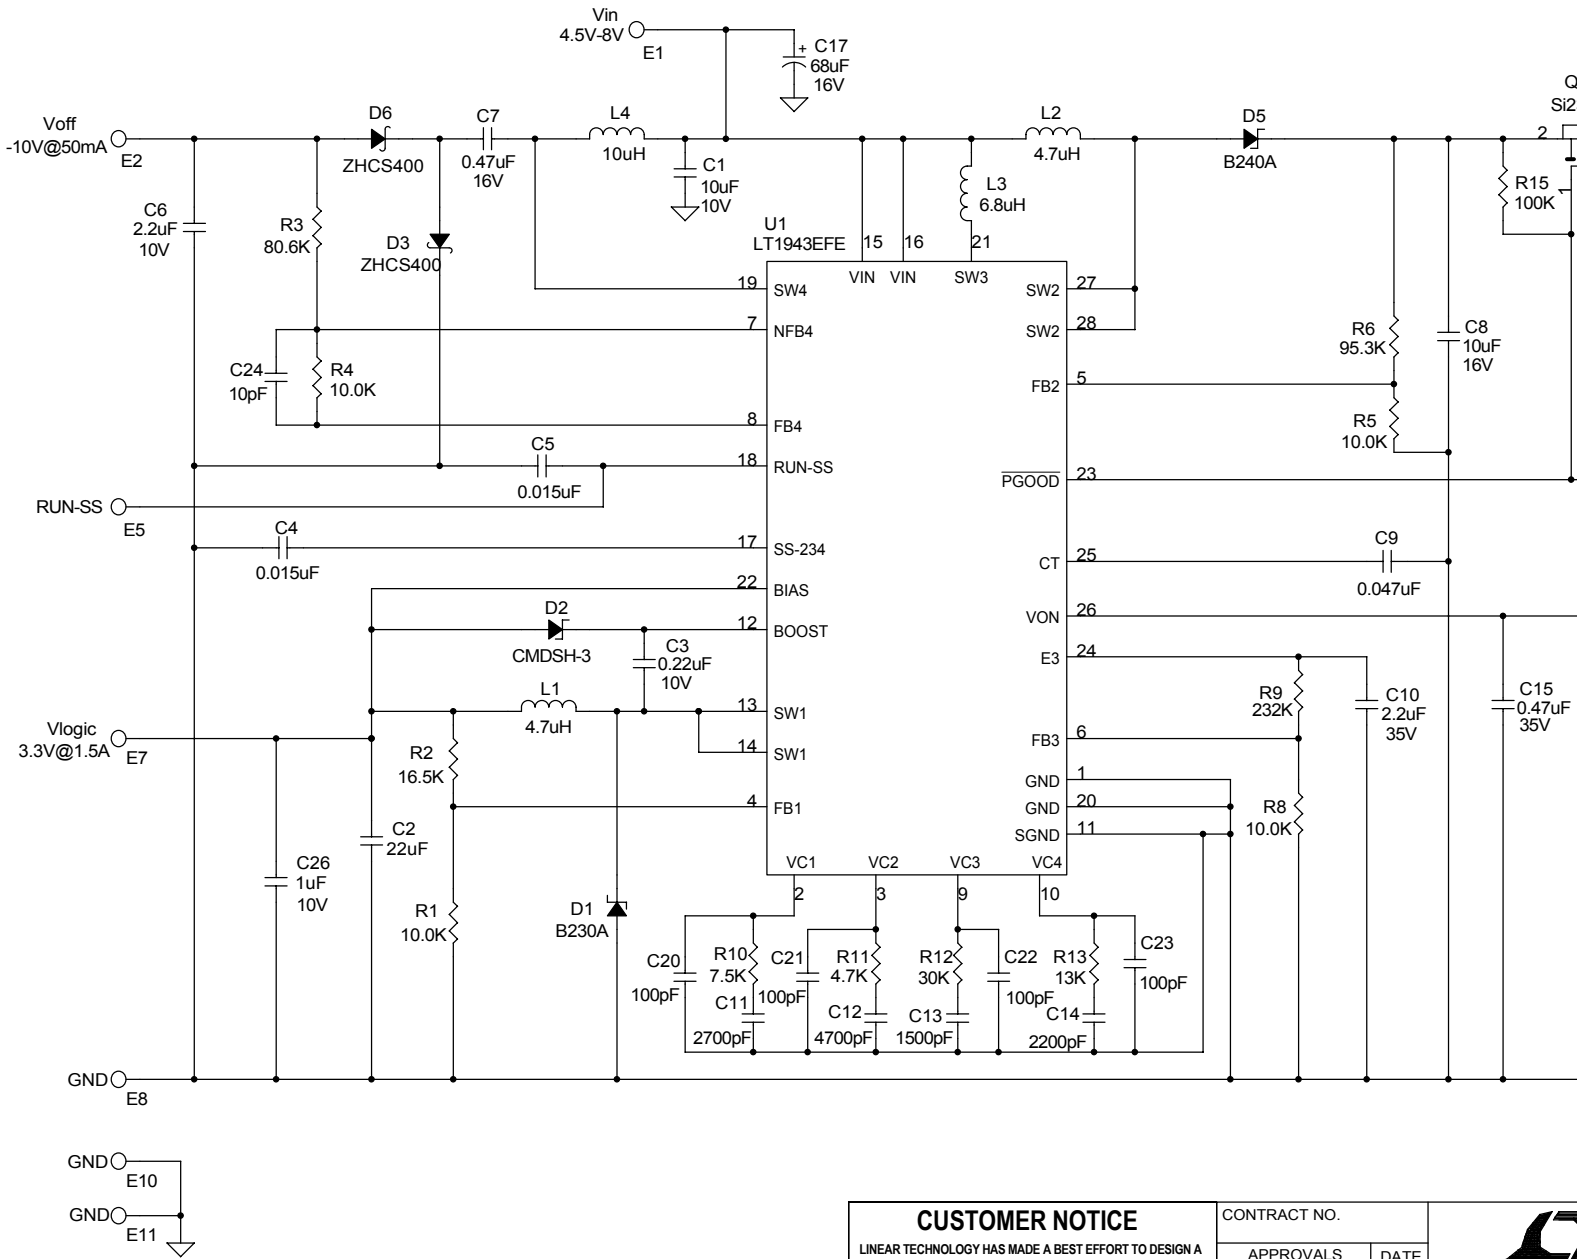 Vin
4.5V-8V
E1
+ C17
68uF
16V
Q
Si2
2
1
Voff
-10V@50mA
E2
D6
ZHCS400
C7
0.47uF
16V
L4
10uH
C1
10uF
10V
L2
4.7uH
D5
B240A
R15
100K
C6
2.2uF
10V
R3
80.6K
D3
ZHCS400
L3
6.8uH
U1
LT1943EFE
15 16 21
VIN VIN SW3
19 SW4
SW2 27
7 NFB4
SW2 28
R6
95.3K
C8
10uF
16V
C24
10pF
R4
10.0K
FB2 5
8 FB4
R5
10.0K
C5
0.015uF
18 RUN-SS
PGOOD 23
RUN-SS
E5
C4
0.015uF
17 SS-234
CT 25
C9
0.047uF
22 BIAS
VON 26
D2
CMDSH-3
12 BOOST
E3 24
C3
0.22uF
10V
R9
232K
C10
2.2uF
35V
C15
0.47uF
35V
L1
4.7uH
13 SW1
Vlogic
3.3V@1.5A
E7
R2
16.5K
14 SW1
FB3 6
GND 1
4 FB1
GND 20
R8
10.0K
SGND 11
C2
22uF
C26
1uF
10V
VC1 VC2 VC3 VC4
2 3 9 10
R1
10.0K
D1
B230A
C20
100pF
R10
7.5K
C21
100pF
R11
4.7K
R12
30K
C22
100pF
R13
13K
C23
100pF
C11
2700pF
C12
4700pF
C13
1500pF
C14
2200pF
GND
E8
GND
E10
GND
E11
CUSTOMER NOTICE
LINEAR TECHNOLOGY HAS MADE A BEST EFFORT TO DESIGN A
CONTRACT NO.
APPROVALS DATE